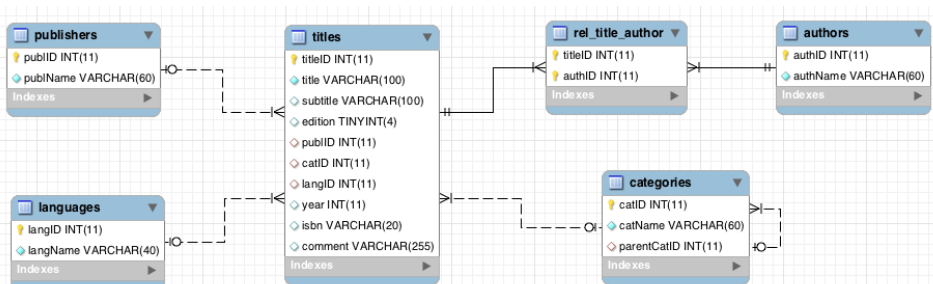 publishers
publID INT(11)
publName VARCHAR(60)
Indexes
titles
titleID INT(11)
title VARCHAR(100)
subtitle VARCHAR(100)
edition TINYINT(4)
publID INT(11)
catID INT(11)
langID INT(11)
year INT(11)
isbn VARCHAR(20)
comment VARCHAR(255)
Indexes
rel_title_author
titleID INT(11)
authID INT(11)
Indexes
authors
authID INT(11)
authName VARCHAR(60)
Indexes
languages
langID INT(11)
langName VARCHAR(40)
Indexes
categories
catID INT(11)
catName VARCHAR(60)
parentCatID INT(11)
Indexes